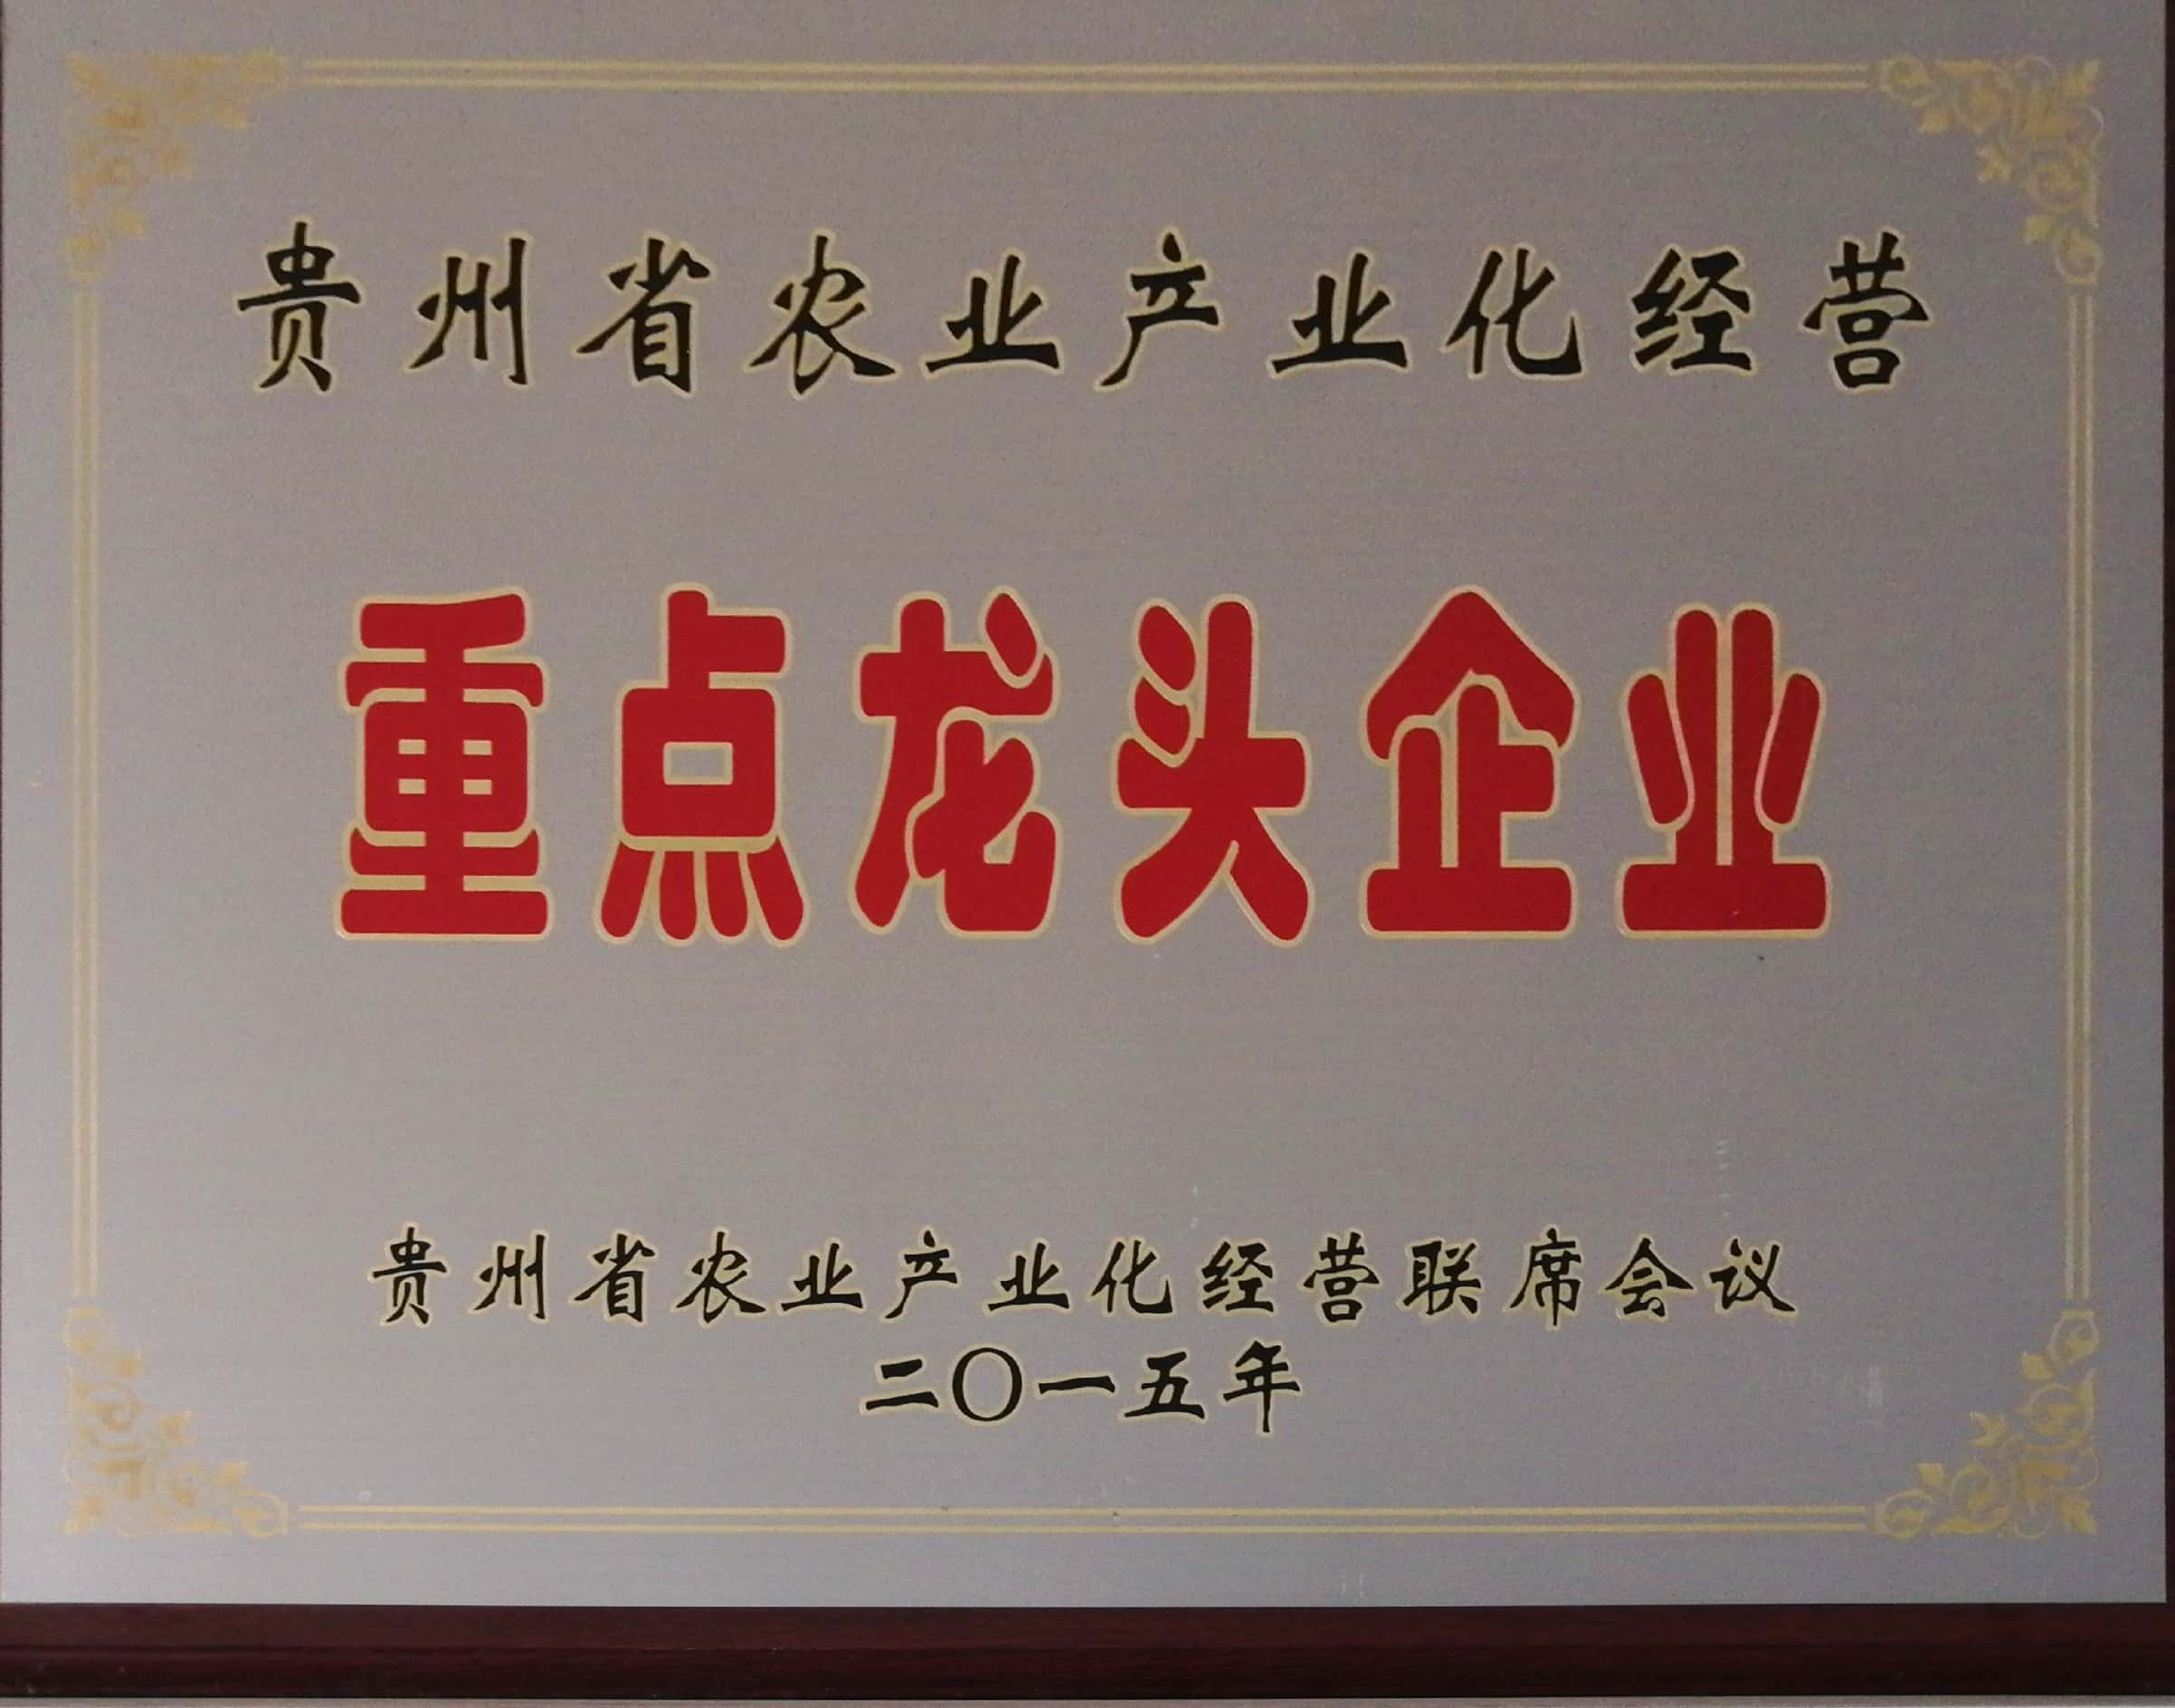 贵州省农业产业化经营
重点龙头企业
贵州省农业产业化经营联席会议
二〇一五年